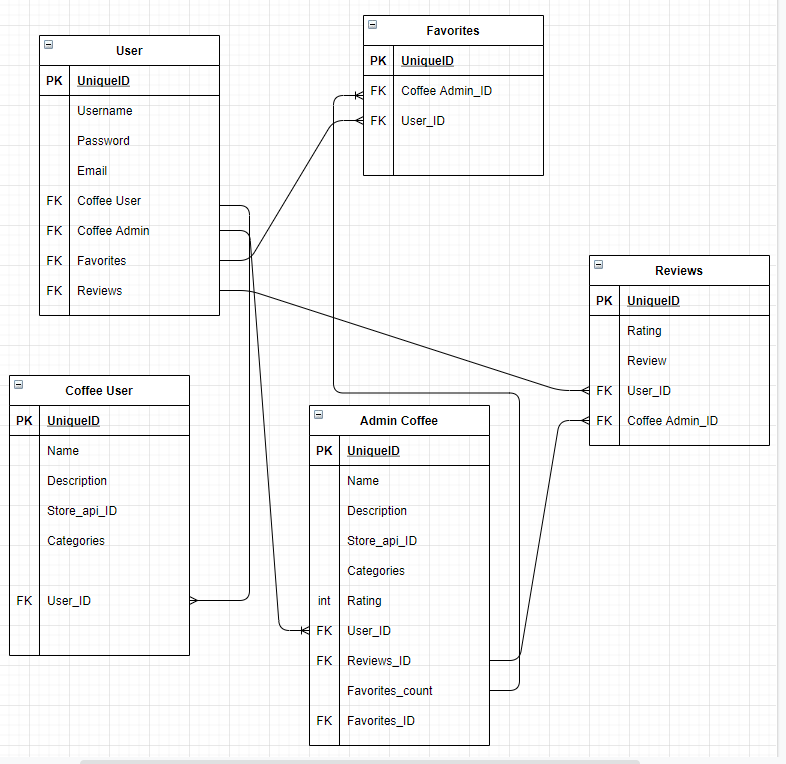 User
PK UniqueID
Username
Password
Email
FK Coffee User
FK Coffee Admin
FK Favorites
FK Reviews
Favorites
PK UniqueID
FK Coffee Admin_ID
FK User_ID
Reviews
PK UniqueID
Rating
Review
FK User_ID
FK Coffee Admin_ID
Coffee User
PK UniqueID
Name
Description
Store_api_ID
Categories
FK User_ID
Admin Coffee
PK UniqueID
Name
Description
Store_api_ID
Categories
int Rating
FK User_ID
FK Reviews_ID
Favorites_count
FK Favorites_ID